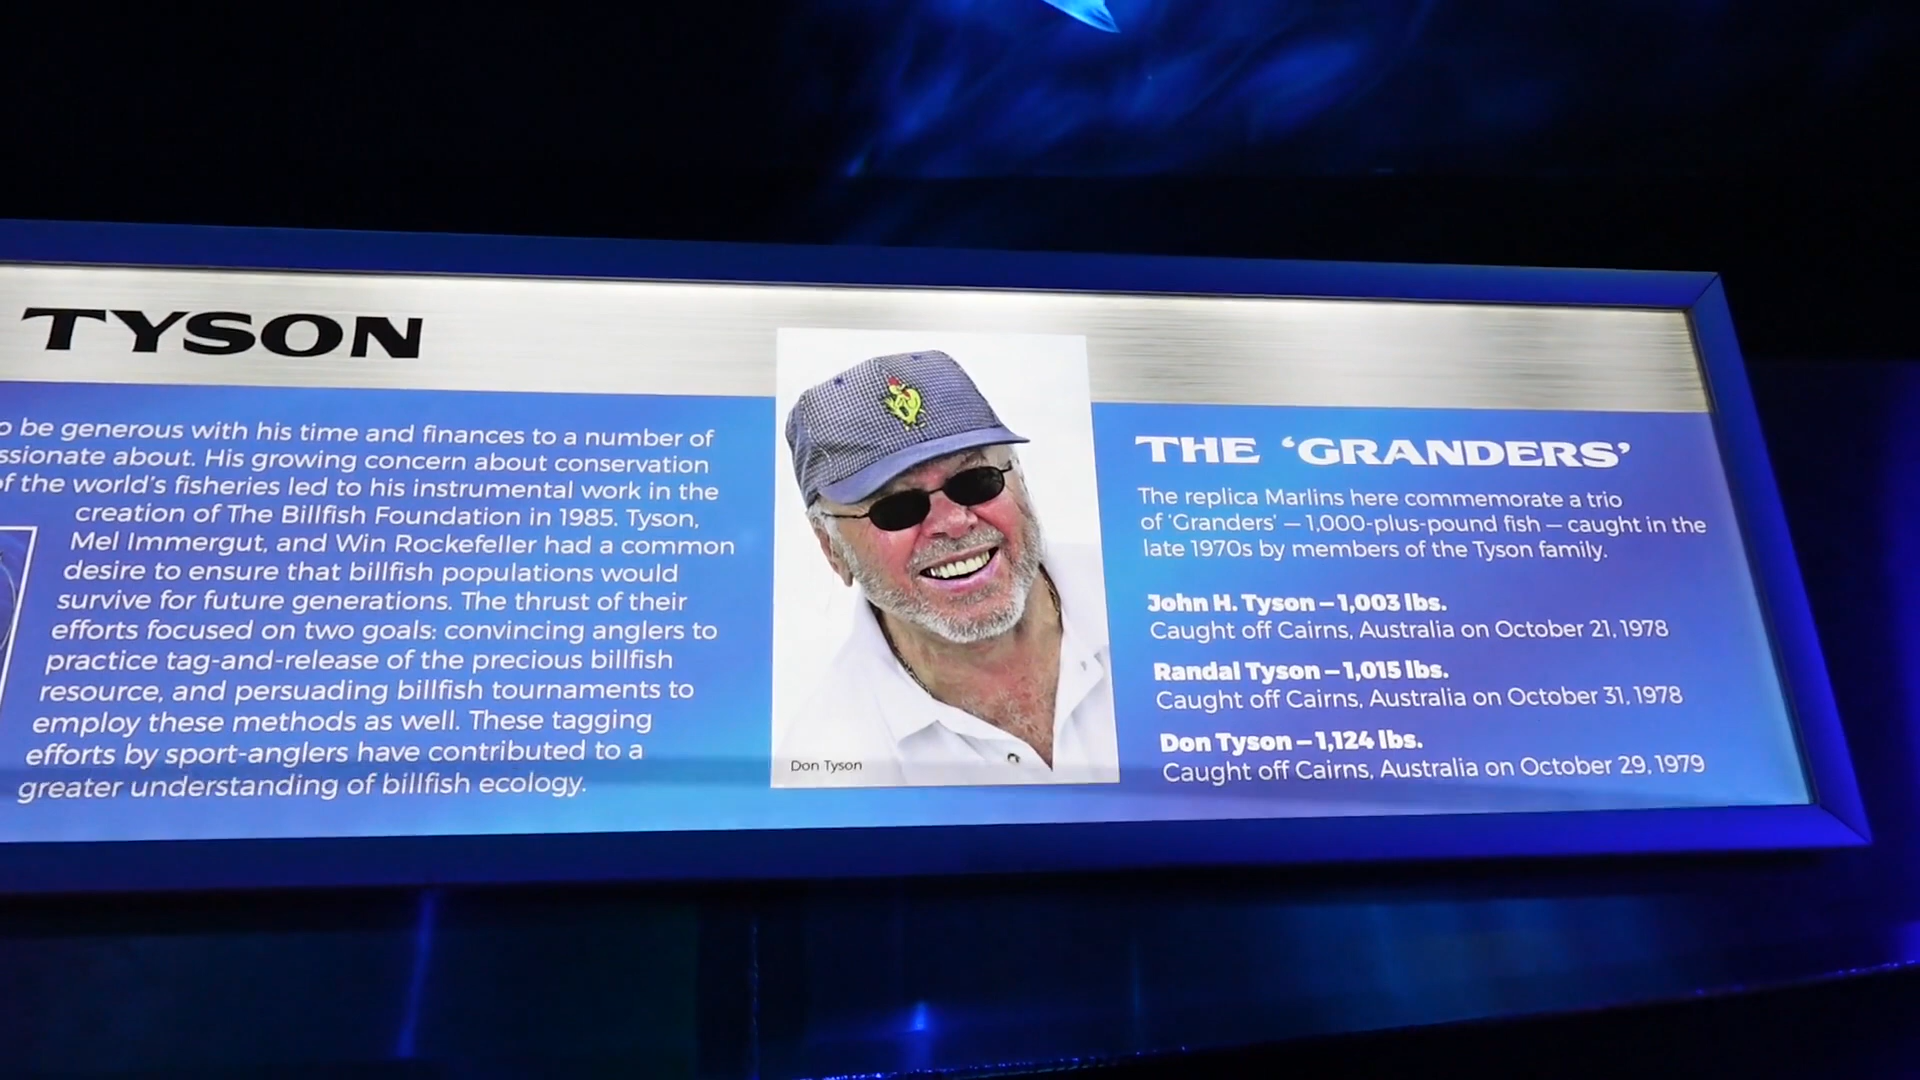 TYSON
o be generous with his time and finances to a number of
ssionate about. His growing concern about conservation
of the world's fisheries led to his instrumental work in the
creation of The Billfish Foundation in 1985. Tyson,
Mel Immergut, and Win Rockefeller had a common
desire to ensure that billfish populations would
survive for future generations. The thrust of their
efforts focused on two goals: convincing anglers to
practice tag-and-release of the precious billfish
resource, and persuading billfish tournaments to
employ these methods as well. These tagging
efforts by sport-anglers have contributed to a
greater understanding of billfish ecology.
Don Tyson
THE ‘GRANDERS’
The replica Marlins here commemorate a trio
of ‘Granders’ — 1,000-plus-pound fish — caught in the
late 1970s by members of the Tyson family.
John H. Tyson – 1,003 lbs.
Caught off Cairns, Australia on October 21, 1978
Randal Tyson – 1,015 lbs.
Caught off Cairns, Australia on October 31, 1978
Don Tyson – 1,124 lbs.
Caught off Cairns, Australia on October 29, 1979